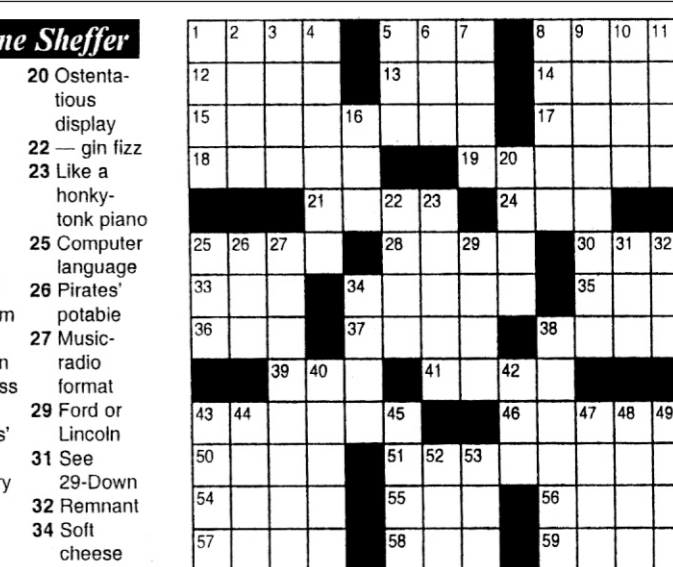 ne Sheffer
20 Ostenta-
tious
display
22 — gin fizz
23 Like a
honky-
tonk piano
25 Computer
language
26 Pirates'
potabie
27 Music-
radio
format
29 Ford or
Lincoln
31 See
29-Down
32 Remnant
34 Soft
cheese
m
n
ss
s'
ry
1 2 3 4 5 6 7 8 9 10 11
12 13 14
15 16 17
18 19 20
21 22 23 24
25 26 27 28 29 30 31 32
33 34 35
36 37 38
39 40 41 42
43 44 45 46 47 48 49
50 51 52 53
54 55 56
57 58 59